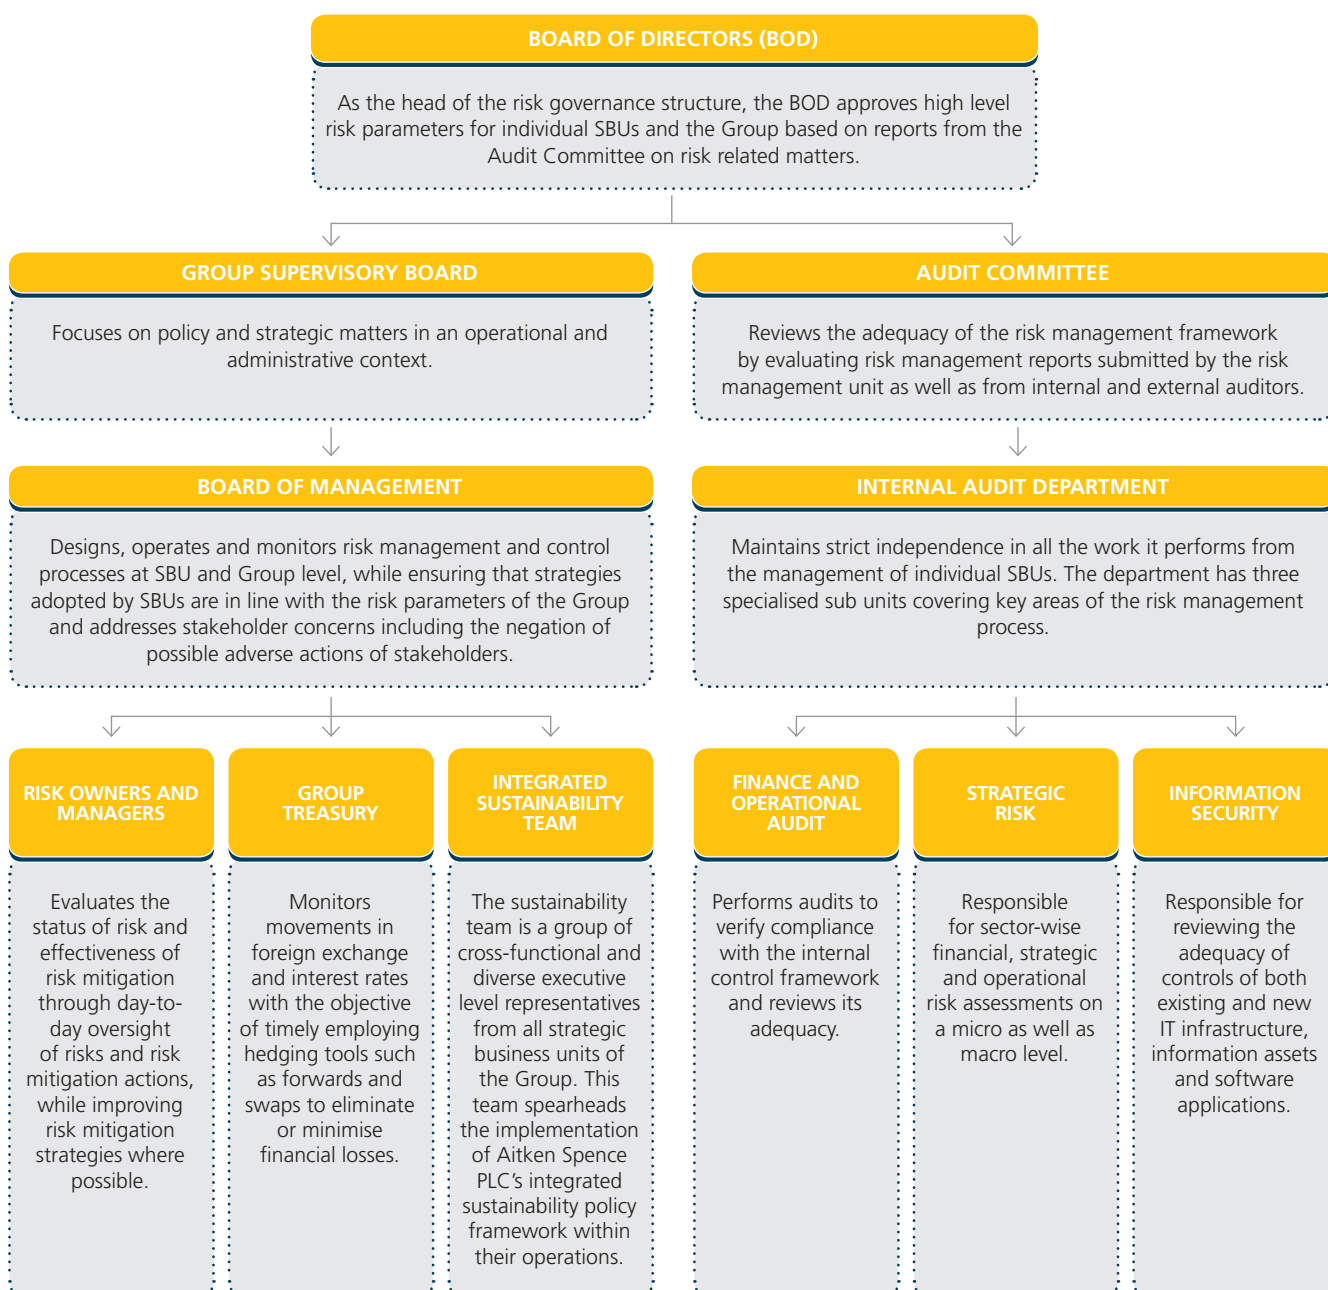 BOARD OF DIRECTORS (BOD)
As the head of the risk governance structure, the BOD approves high level
risk parameters for individual SBUs and the Group based on reports from the
Audit Committee on risk related matters.
GROUP SUPERVISORY BOARD
Focuses on policy and strategic matters in an operational and
administrative context.
AUDIT COMMITTEE
Reviews the adequacy of the risk management framework
by evaluating risk management reports submitted by the risk
management unit as well as from internal and external auditors.
BOARD OF MANAGEMENT
Designs, operates and monitors risk management and control
processes at SBU and Group level, while ensuring that strategies
adopted by SBUs are in line with the risk parameters of the Group
and addresses stakeholder concerns including the negation of
possible adverse actions of stakeholders.
INTERNAL AUDIT DEPARTMENT
Maintains strict independence in all the work it performs from
the management of individual SBUs. The department has three
specialised sub units covering key areas of the risk management
process.
RISK OWNERS AND
MANAGERS
Evaluates the
status of risk and
effectiveness of
risk mitigation
through day-to-
day oversight
of risks and risk
mitigation actions,
while improving
risk mitigation
strategies where
possible.
GROUP
TREASURY
Monitors
movements in
foreign exchange
and interest rates
with the objective
of timely employing
hedging tools such
as forwards and
swaps to eliminate
or minimise
financial losses.
INTEGRATED
SUSTAINABILITY
TEAM
The sustainability
team is a group of
cross-functional and
diverse executive
level representatives
from all strategic
business units of
the Group. This
team spearheads
the implementation
of Aitken Spence
PLC’s integrated
sustainability policy
framework within
their operations.
FINANCE AND
OPERATIONAL
AUDIT
Performs audits to
verify compliance
with the internal
control framework
and reviews its
adequacy.
STRATEGIC
RISK
Responsible
for sector-wise
financial, strategic
and operational
risk assessments on
a micro as well as
macro level.
INFORMATION
SECURITY
Responsible for
reviewing the
adequacy of
controls of both
existing and new
IT infrastructure,
information assets
and software
applications.